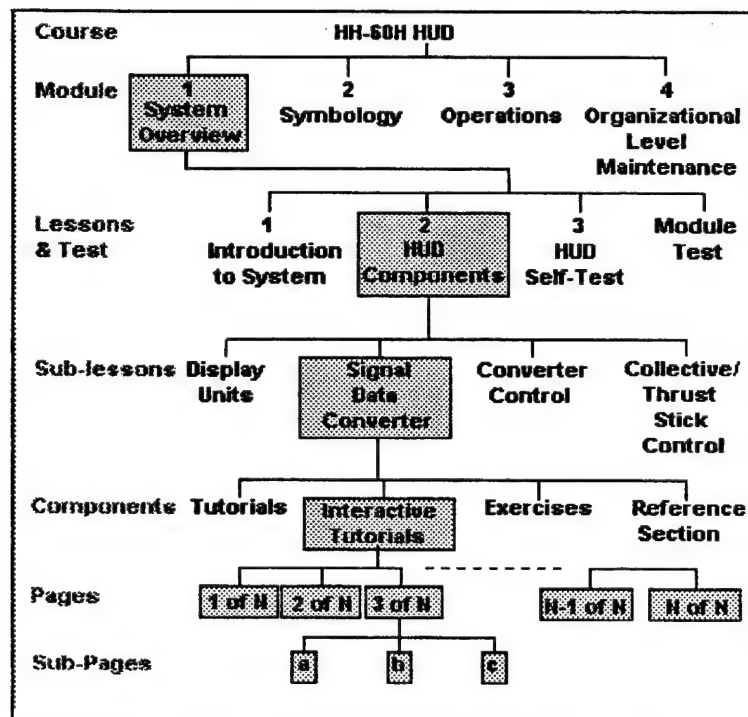 Course HH-60H HUD
Module 1 2 3 4
System Overview Symbology Operations Organizational Level Maintenance
Lessons & Test 1 2 3 Module Test
Introduction to System HUD Components HUD Self-Test
Sub-lessons Display Units Signal Data Converter Converter Control Collective/ Thrust Stick Control
Components Tutorials Interactive Tutorials Exercises Reference Section
Pages 1 of N 2 of N 3 of N N-1 of N N of N
Sub-Pages a b c